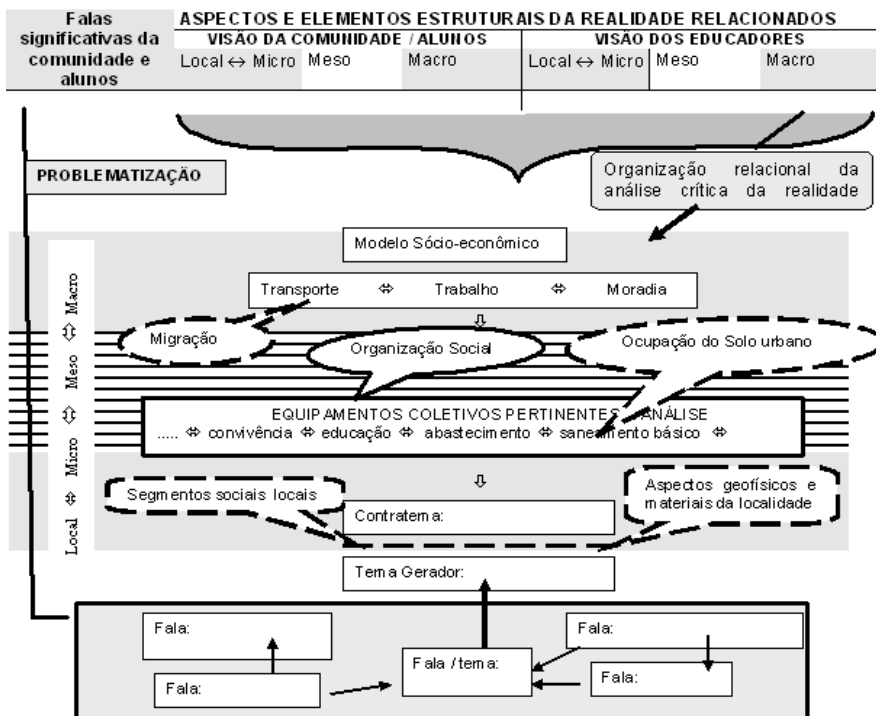 Falas
significativas da
comunidade e
alunos
ASPECTOS E ELEMENTOS ESTRUTURAIS DA REALIDADE RELACIONADOS
VISÃO DA COMUNIDADE / ALUNOS
VISÃO DOS EDUCADORES
Local ↔ Micro Meso Macro
Local ↔ Micro Meso Macro
PROBLEMATIZAÇÃO
Organização relacional da
análise crítica da realidade
Modelo Sócio-econômico
Transporte ⇔ Trabalho ⇔ Moradia
Migração
Organização Social
Ocupação do Solo urbano
EQUIPAMENTOS COLETIVOS PERTINENTES ANÁLISE
..... ⇔ convivência ⇔ educação ⇔ abastecimento ⇔ saneamento básico ⇔
Local ⇔ Micro ⇔ Meso ⇔ Macro
Segmentos sociais locais
Aspectos geofísicos e
materiais da localidade
Contratema:
Tema Gerador:
Fala:
Fala:
Fala / tema:
Fala:
Fala: